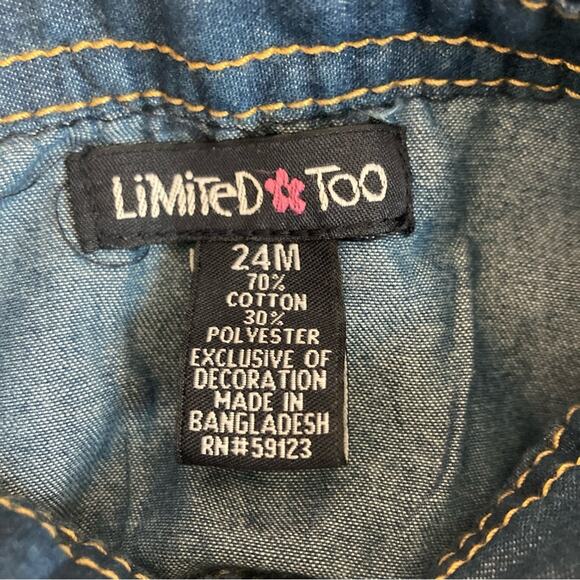 LiMiTeD TOO
24M
70%
COTTON
30%
POLYESTER
EXCLUSIVE OF
DECORATION
MADE IN
BANGLADESH
RN#59123